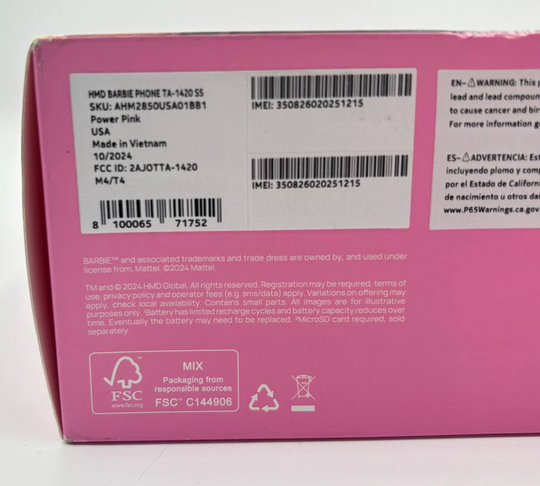 HMD BARBIE PHONE TA-1420 SS
SKU: AHM2850USA01BB1
Power Pink
USA
Made in Vietnam
10/2024
FCC ID: 2AJOTTA-1420
M4/T4
8 100065 71752
IMEI: 350826020251215
IMEI: 350826020251215
EN-⚠WARNING: This
lead and lead compoun
to cause cancer and bir
For more information g
ES-⚠ADVERTENCIA: Est
incluyendo plomo y comp
por el Estado de Californi
de nacimiento u otros da
www.P65Warnings.ca.gov
BARBIE™ and associated trademarks and trade dress are owned by, and used under
license from, Mattel. ©2024 Mattel.
TM and © 2024 HMD Global. All rights reserved. Registration may be required, terms of
use, privacy policy and operator fees (e.g. sms/data) apply. Variations on offering may
apply, check local availability. Contains small parts. All images are for illustrative
purposes only. ¹Battery has limited recharge cycles and battery capacity reduces over
time. Eventually the battery may need to be replaced. ²MicroSD card required, sold
separately.
FSC
www.fsc.org
MIX
Packaging from
responsible sources
FSC™ C144906